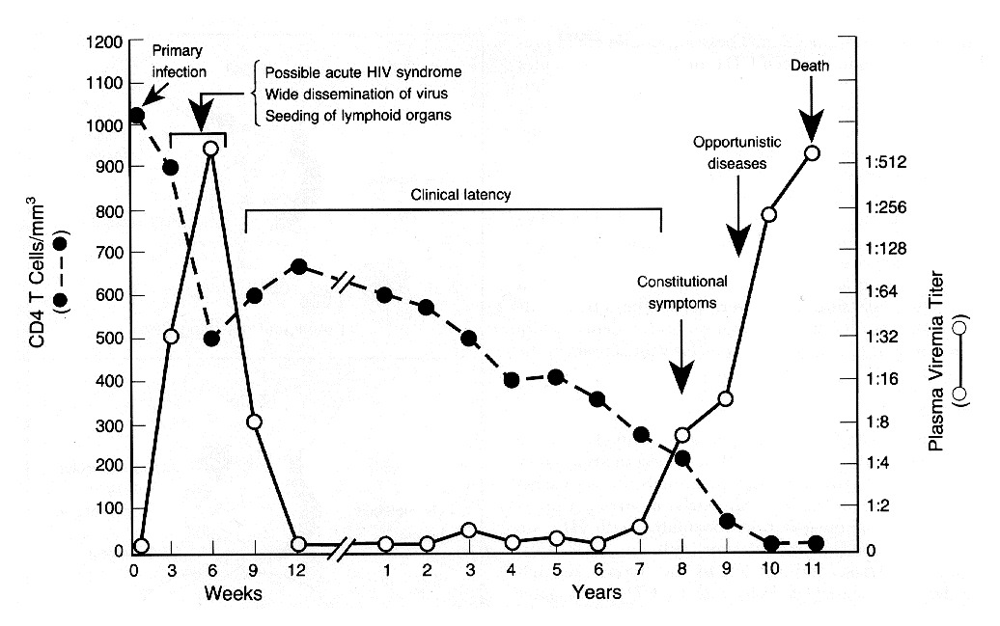 1200
1100
1000
900
800
700
600
500
400
300
200
100
0
CD4 T Cells/mm³
Primary
infection
Possible acute HIV syndrome
Wide dissemination of virus
Seeding of lymphoid organs
Clinical latency
Constitutional
symptoms
Opportunistic
diseases
Death
1:512
1:256
1:128
1:64
1:32
1:16
1:8
1:4
1:2
0
Plasma Viremia Titer
0 3 6 9 12 1 2 3 4 5 6 7 8 9 10 11
Weeks Years